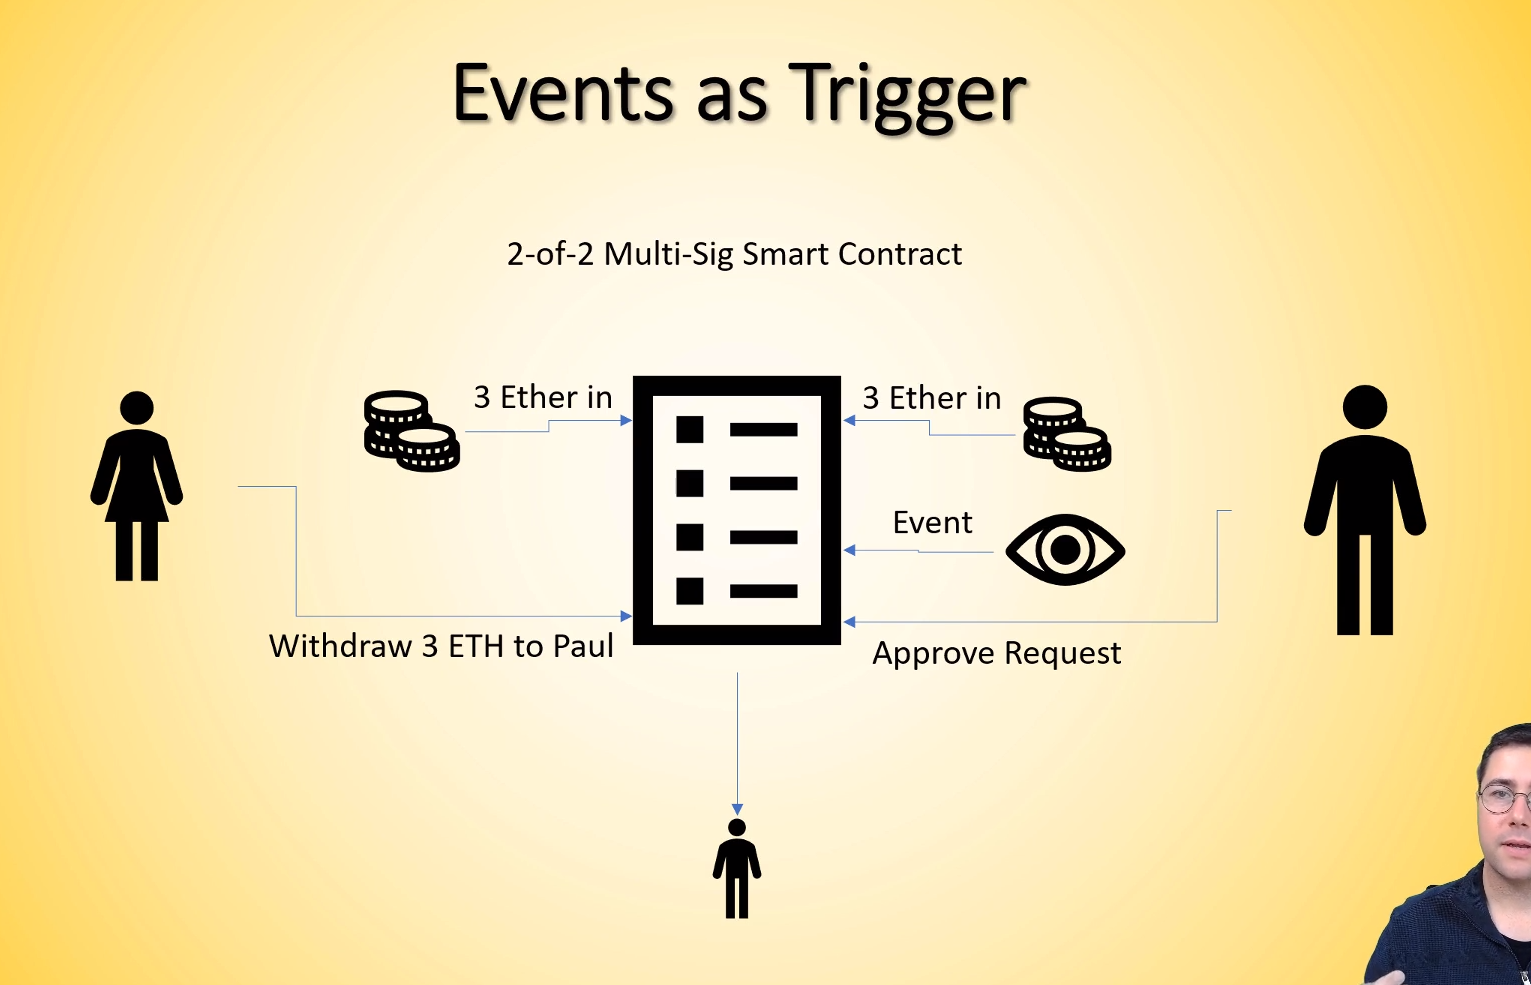 Events as Trigger
2-of-2 Multi-Sig Smart Contract
3 Ether in
3 Ether in
Event
Withdraw 3 ETH to Paul
Approve Request